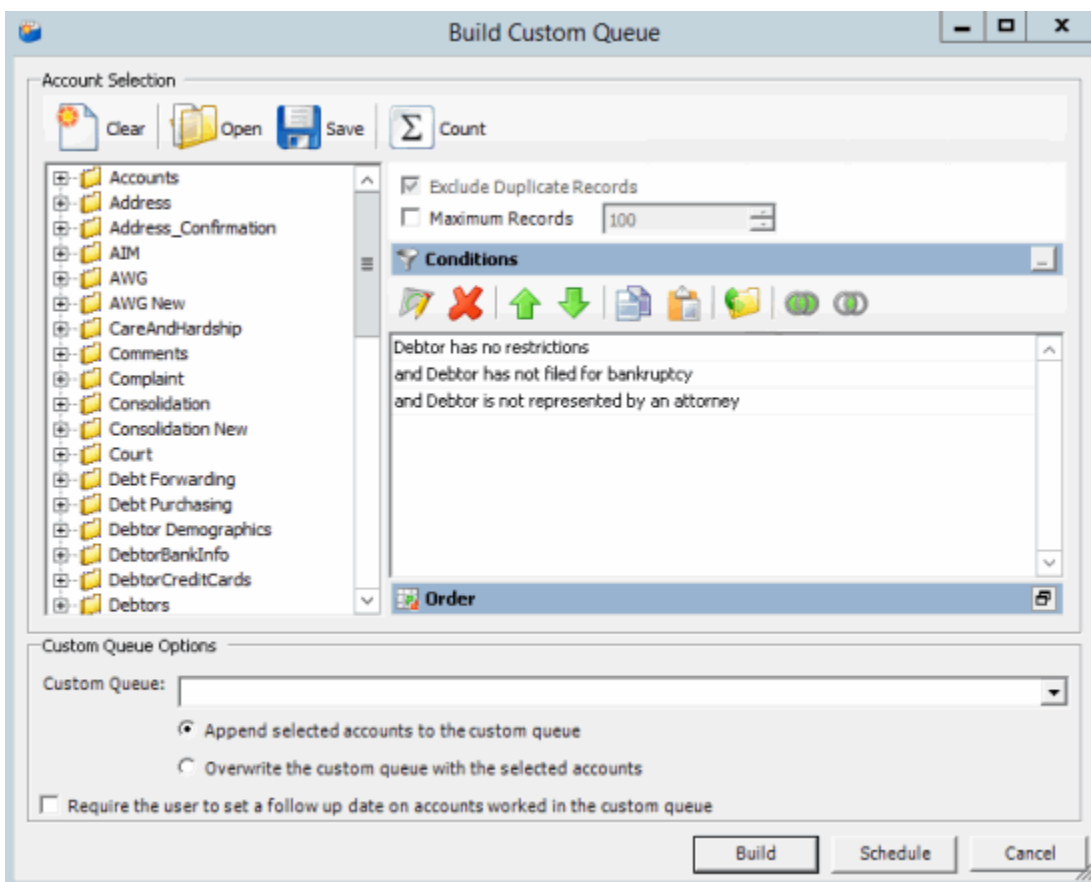 Build Custom Queue
Account Selection
Clear Open Save Count
Accounts
Address
Address_Confirmation
AIM
AWG
AWG New
CareAndHardship
Comments
Complaint
Consolidation
Consolidation New
Court
Debt Forwarding
Debt Purchasing
Debtor Demographics
DebtorBankInfo
DebtorCreditCards
Debtors
Exclude Duplicate Records
Maximum Records 100
Conditions
Debtor has no restrictions
and Debtor has not filed for bankruptcy
and Debtor is not represented by an attorney
Order
Custom Queue Options
Custom Queue:
Append selected accounts to the custom queue
Overwrite the custom queue with the selected accounts
Require the user to set a follow up date on accounts worked in the custom queue
Build Schedule Cancel